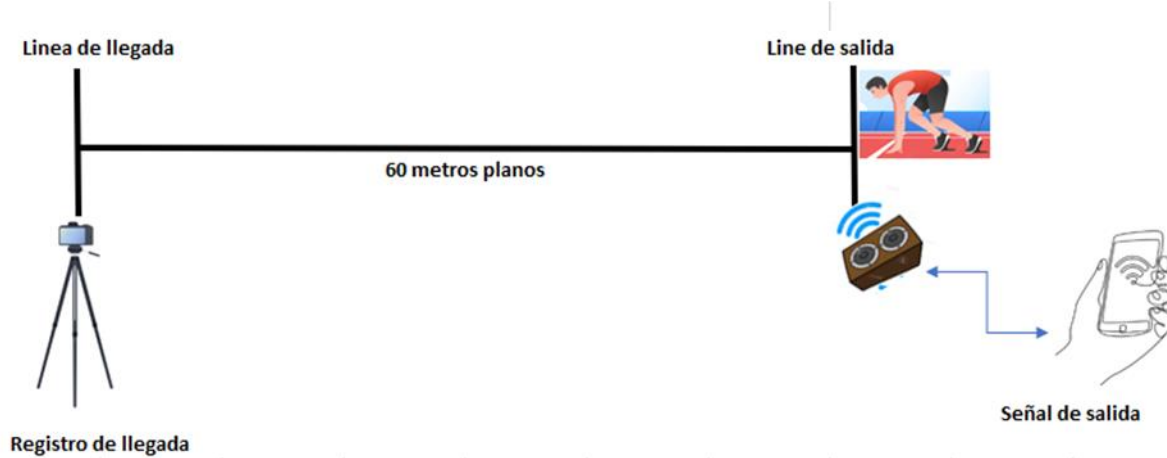 Linea de llegada
Line de salida
60 metros planos
Señal de salida
Registro de llegada